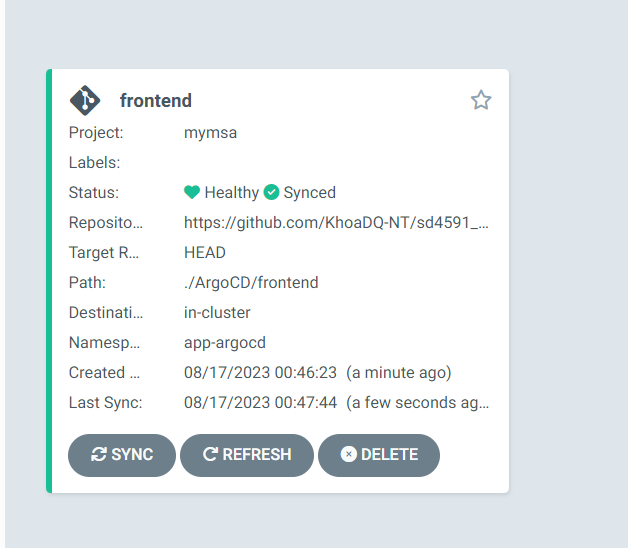 frontend
Project: mymsa
Labels:
Status: Healthy Synced
Reposito... https://github.com/KhoaDQ-NT/sd4591_...
Target R... HEAD
Path: ./ArgoCD/frontend
Destinati... in-cluster
Namesp... app-argocd
Created ... 08/17/2023 00:46:23 (a minute ago)
Last Sync: 08/17/2023 00:47:44 (a few seconds ag...
SYNC REFRESH DELETE